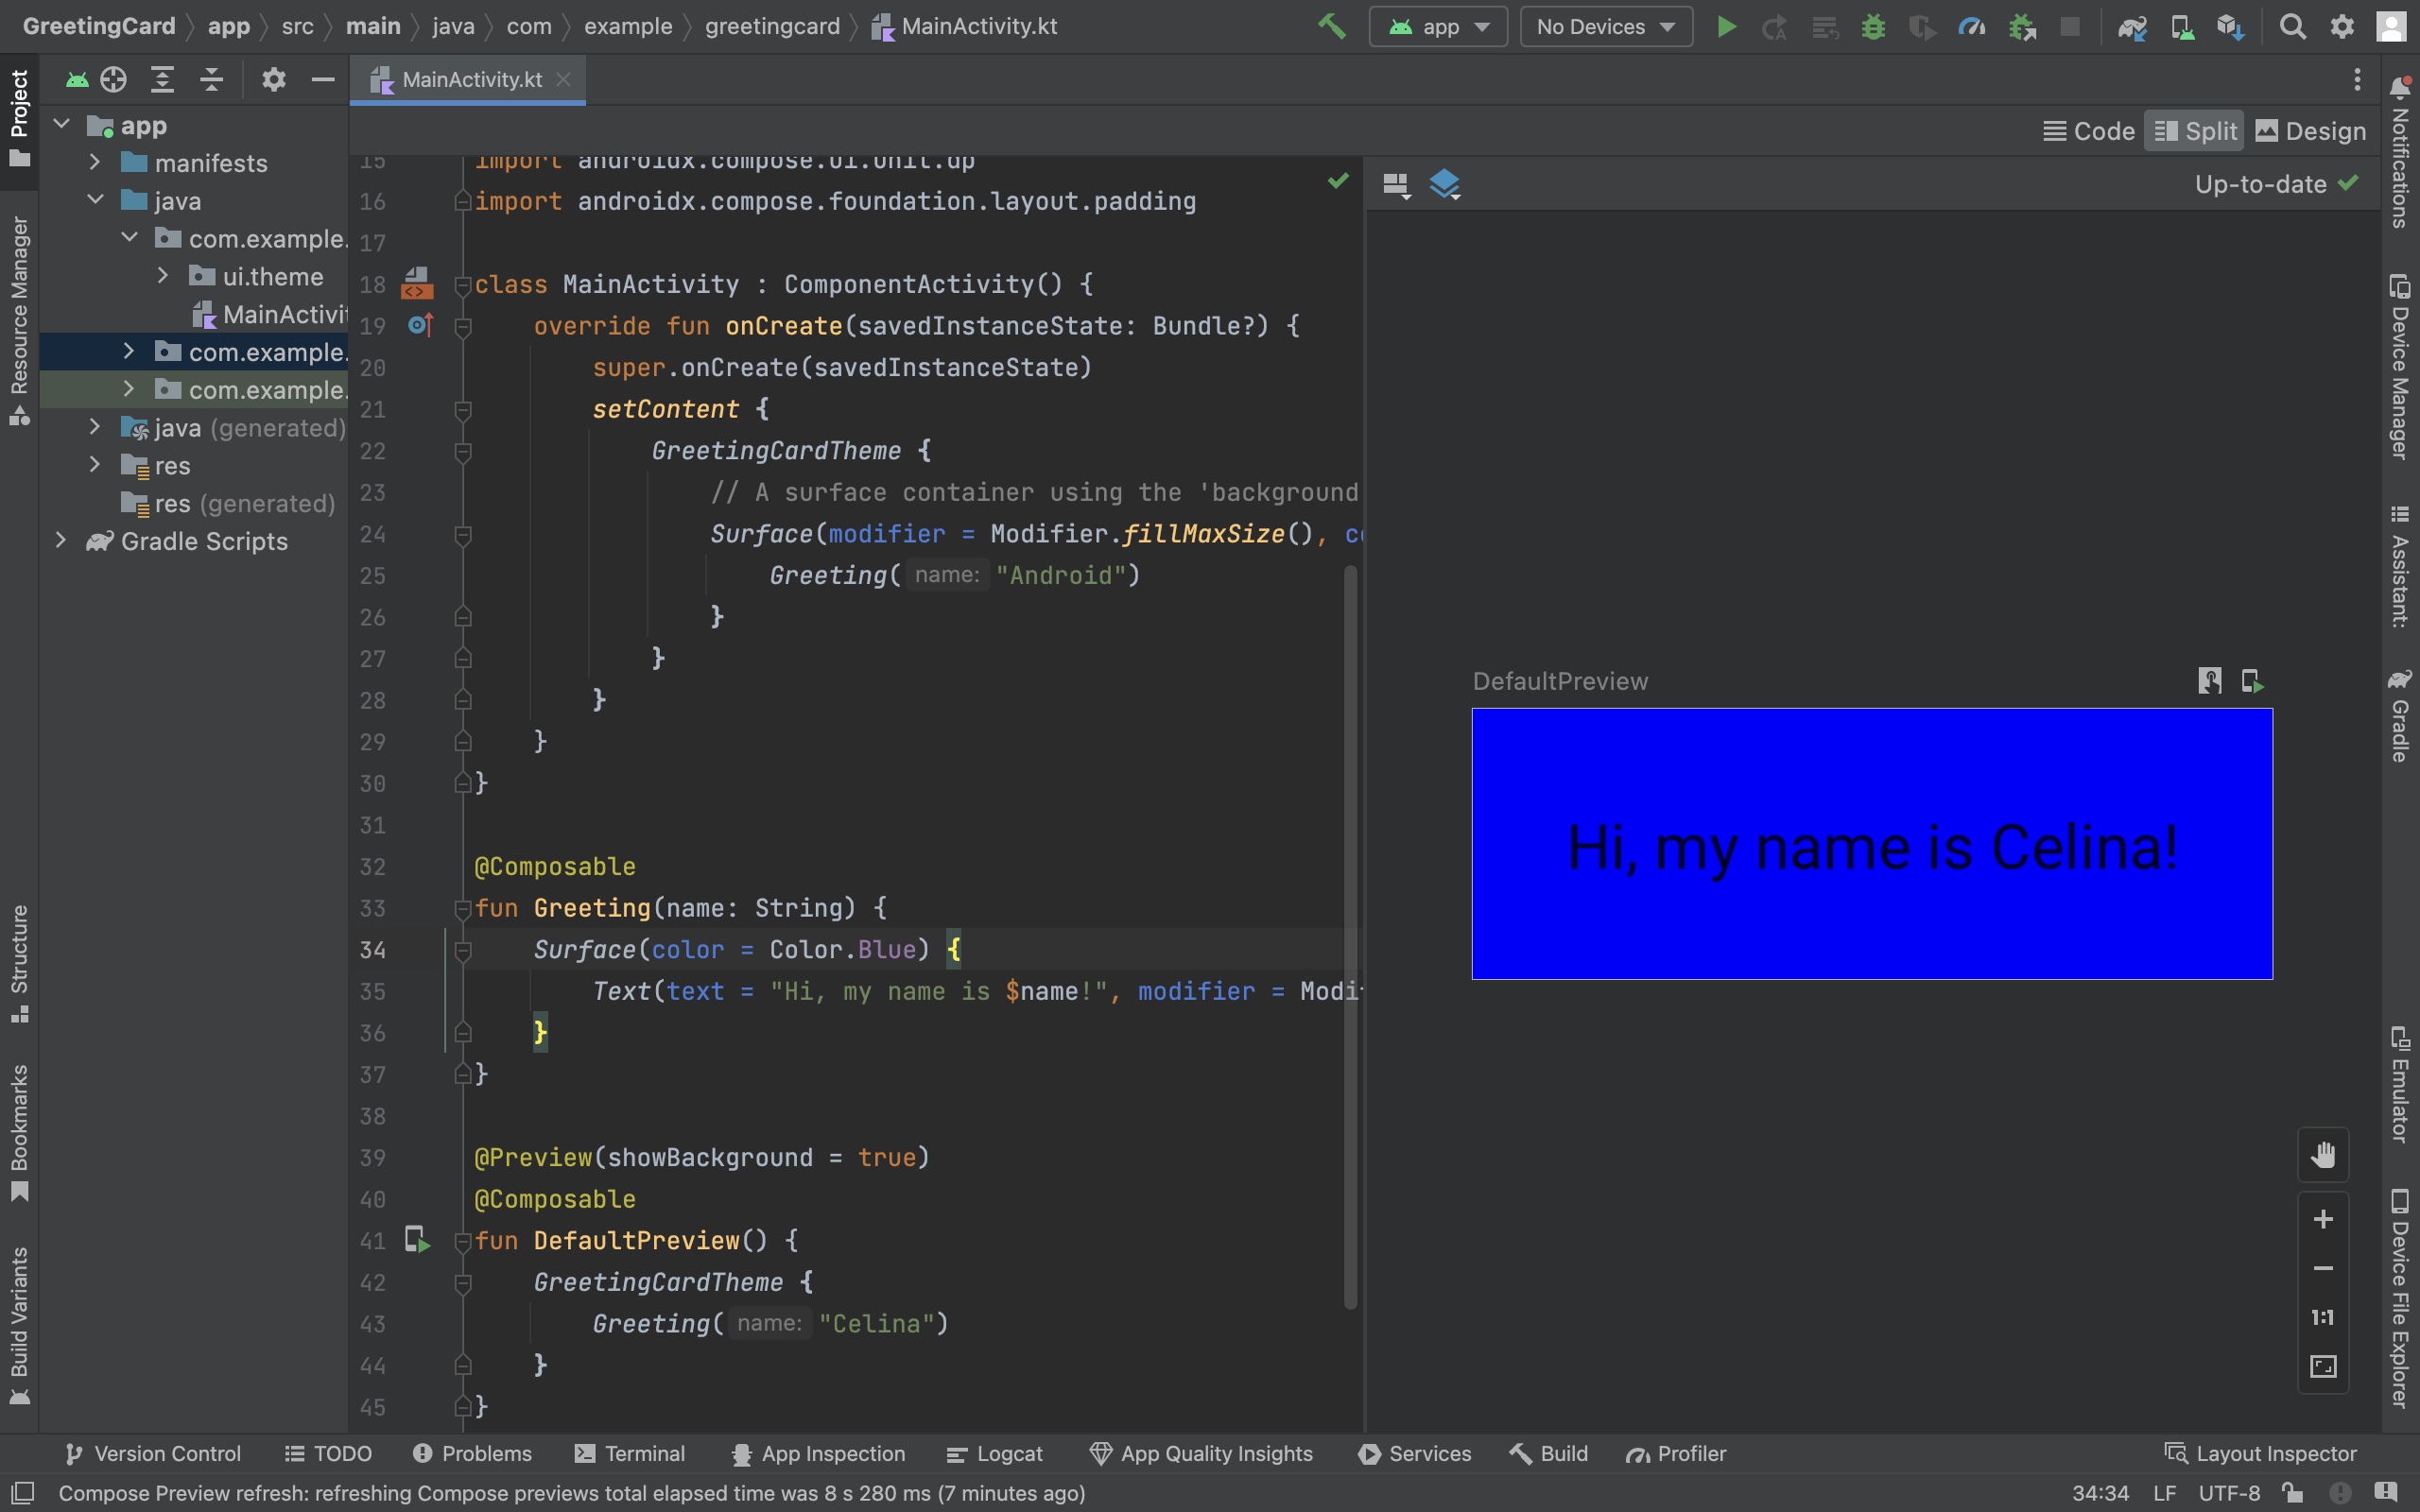 GreetingCard app src main java com example greetingcard MainActivity.kt app No Devices
MainActivity.kt
Code Split Design
Up-to-date
Project
Resource Manager
Structure
Bookmarks
Build Variants
app
manifests
java
com.example.
ui.theme
MainActivit
com.example.
com.example.
java (generated)
res
res (generated)
Gradle Scripts
15 import androidx.compose.ui.unit.dp
16 import androidx.compose.foundation.layout.padding
17
18 class MainActivity : ComponentActivity() {
19 override fun onCreate(savedInstanceState: Bundle?) {
20 super.onCreate(savedInstanceState)
21 setContent {
22 GreetingCardTheme {
23 // A surface container using the 'background
24 Surface(modifier = Modifier.fillMaxSize(), co
25 Greeting( name: "Android")
26 }
27 }
28 }
29 }
30 }
31
32 @Composable
33 fun Greeting(name: String) {
34 Surface(color = Color.Blue) {
35 Text(text = "Hi, my name is $name!", modifier = Modi
36 }
37 }
38
39 @Preview(showBackground = true)
40 @Composable
41 fun DefaultPreview() {
42 GreetingCardTheme {
43 Greeting( name: "Celina")
44 }
45 }
DefaultPreview
Hi, my name is Celina!
1:1
Notifications
Device Manager
Assistant:
Gradle
Emulator
Device File Explorer
Version Control TODO Problems Terminal App Inspection Logcat App Quality Insights Services Build Profiler Layout Inspector
Compose Preview refresh: refreshing Compose previews total elapsed time was 8 s 280 ms (7 minutes ago) 34:34 LF UTF-8